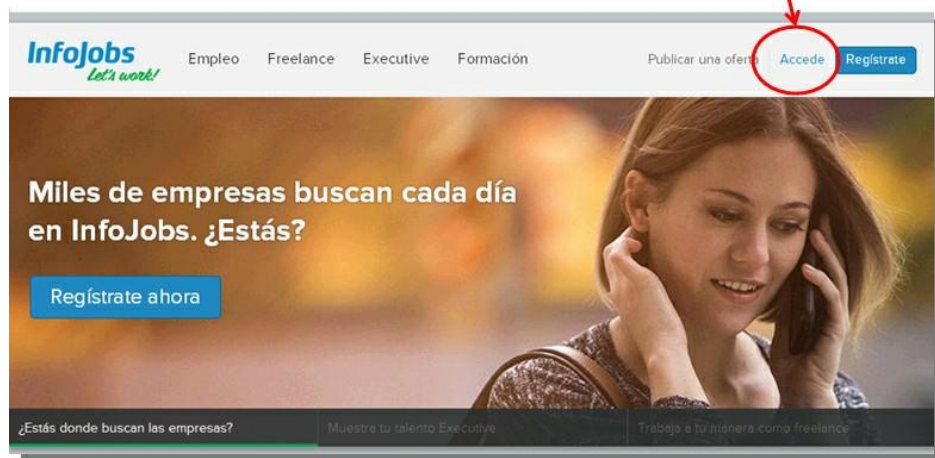 InfoJobs
Let's work!
Empleo Freelance Executive Formación
Publicar una oferta Accede Regístrate
Miles de empresas buscan cada día
en InfoJobs. ¿Estás?
Regístrate ahora
¿Estás donde buscan las empresas? Muestra tu talento Executive Trabaja a tu manera como freelance